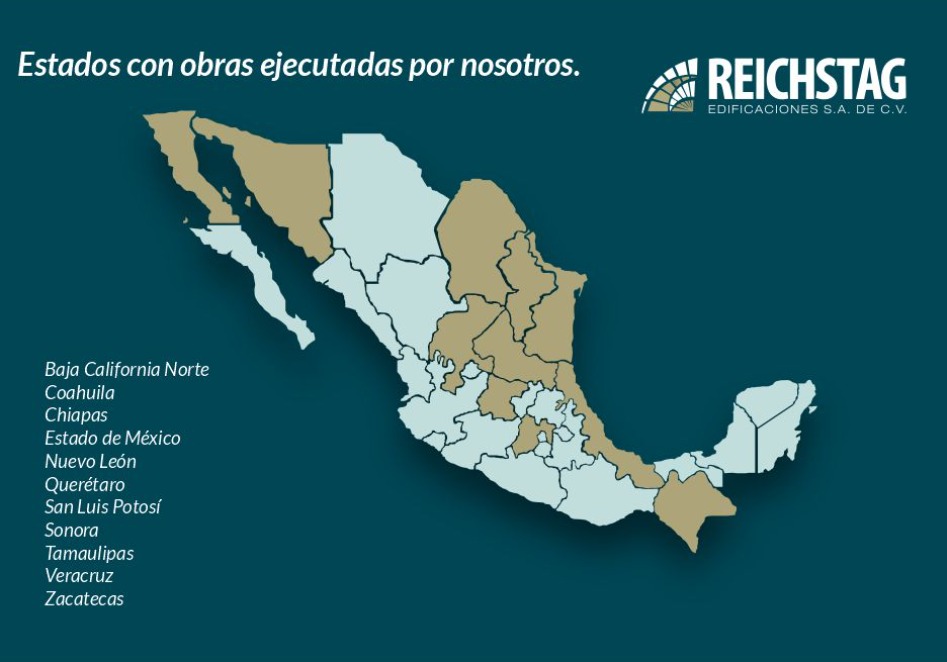 Estados con obras ejecutadas por nosotros.
REICHSTAG
EDIFICACIONES S.A. DE C.V.
Baja California Norte
Coahuila
Chiapas
Estado de México
Nuevo León
Querétaro
San Luis Potosí
Sonora
Tamaulipas
Veracruz
Zacatecas